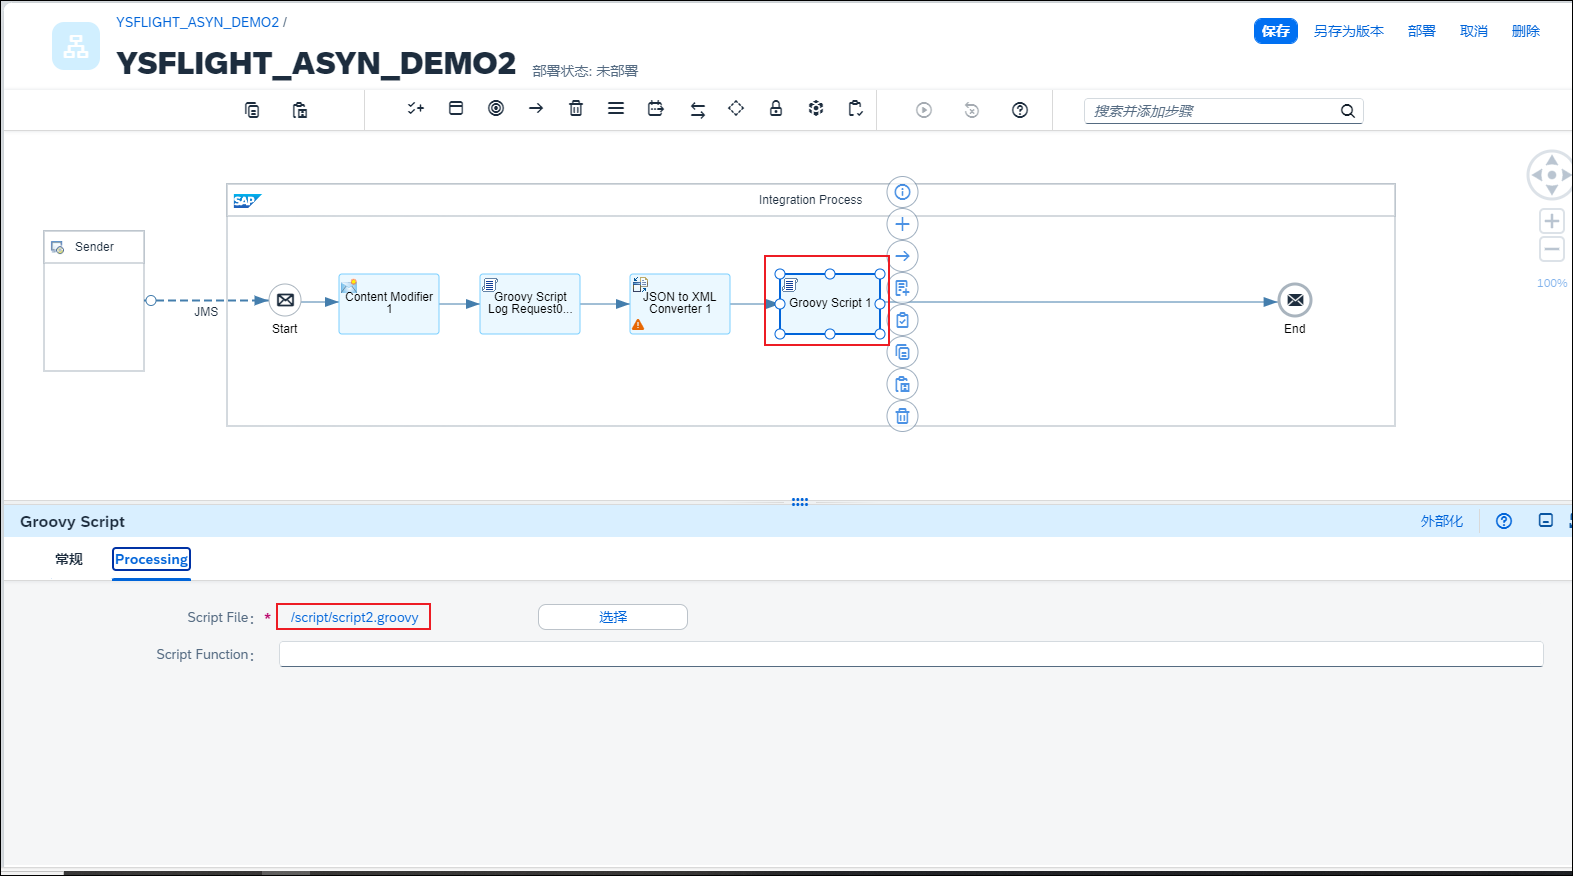 YSFLIGHT_ASYN_DEMO2 /
YSFLIGHT_ASYN_DEMO2
部署状态: 未部署
保存
另存为版本
部署
取消
删除
搜索并添加步骤
SAP
Integration Process
Sender
JMS
Start
Content Modifier
1
Groovy Script
Log Request0...
JSON to XML
Converter 1
Groovy Script 1
End
100%
Groovy Script
外部化
常规
Processing
Script File: * /script/script2.groovy
选择
Script Function: